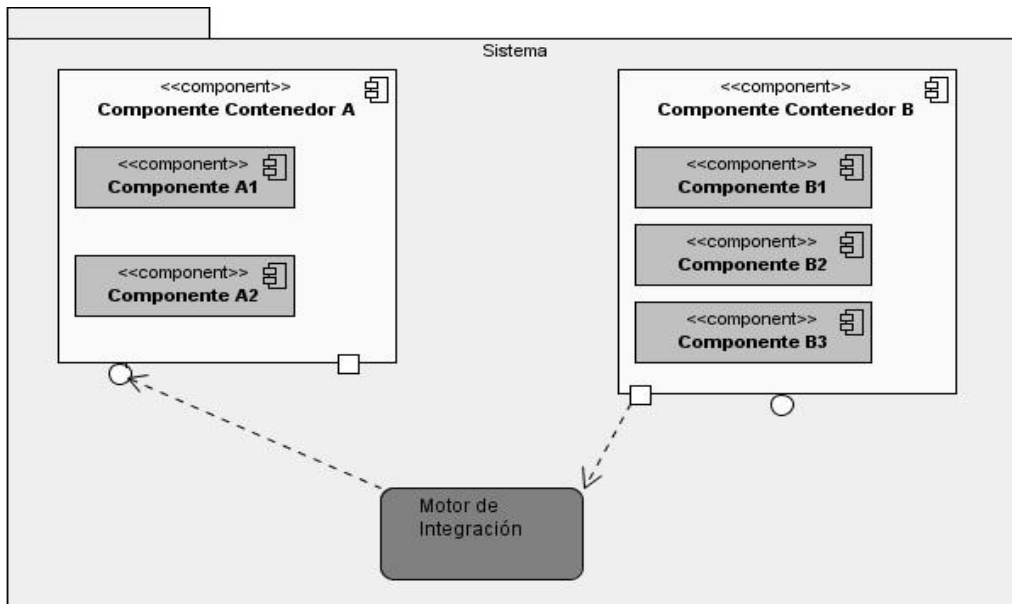 Sistema
<<component>>
Componente Contenedor A
<<component>>
Componente A1
<<component>>
Componente A2
<<component>>
Componente Contenedor B
<<component>>
Componente B1
<<component>>
Componente B2
<<component>>
Componente B3
Motor de
Integración